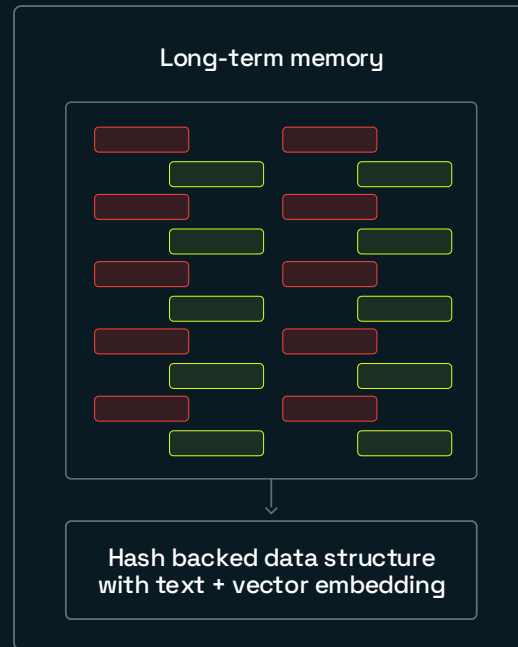 Long-term memory
Hash backed data structure
with text + vector embedding